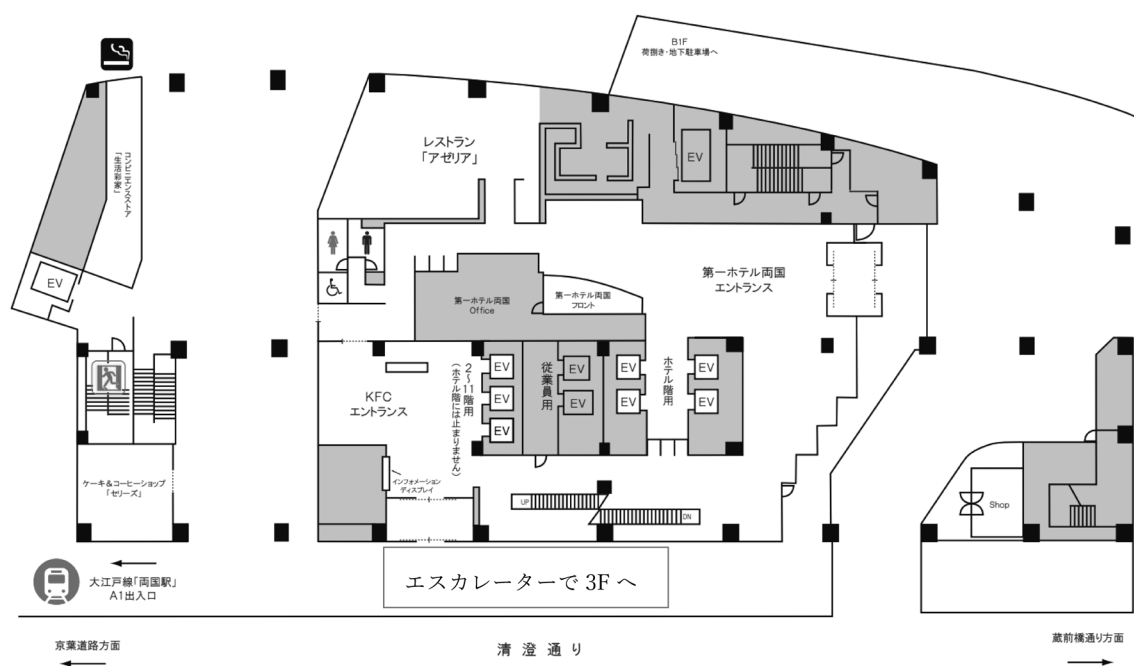 B1F
荷捌き・地下駐車場へ
コンビニエンスストア
「生活彩家」
レストラン
「アゼリア」
EV
EV
第一ホテル両国
エントランス
第一ホテル両国
Office
第一ホテル両国
フロント
KFC
エントランス
2～11階用
（ホテル階には止まりません）
EV
EV
EV
従業員用
EV
EV
EV
EV
ホテル階用
EV
EV
インフォメーション
ディスプレイ
UP
DN
ケーキ&コーヒーショップ
「セリーズ」
Shop
大江戸線「両国駅」
A1出入口
エスカレーターで 3F へ
京葉道路方面
清澄通り
蔵前橋通り方面